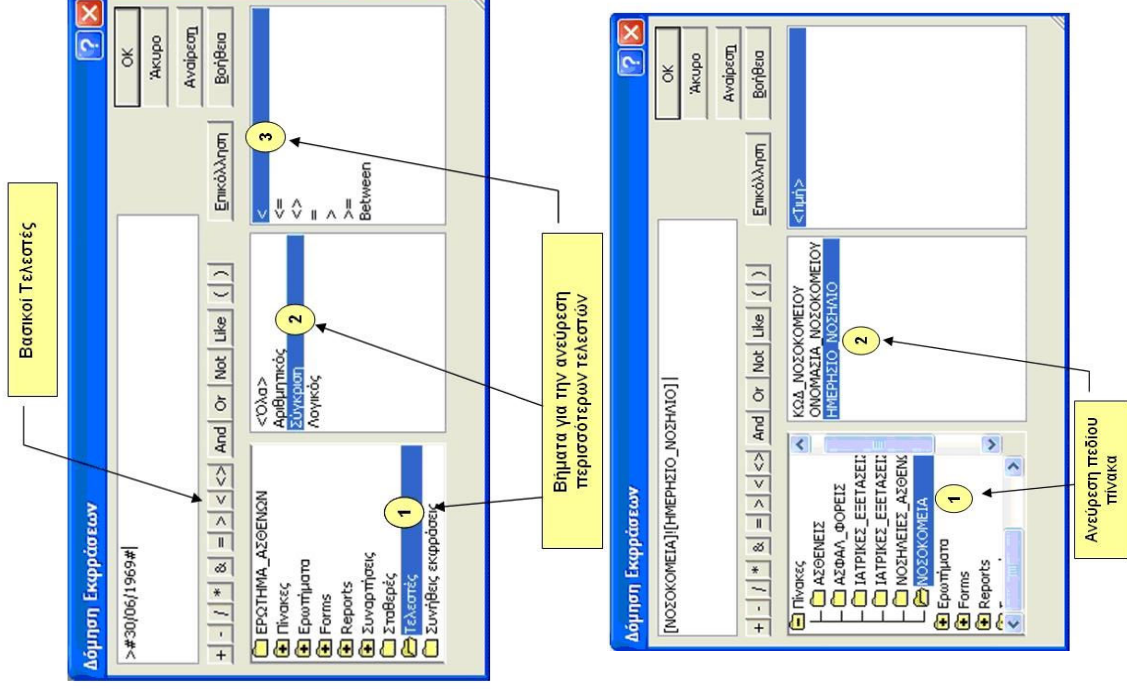 Βασικοί Τελεστές
Δόμηση Εκφράσεων
>#30/06/1969#
OK
Άκυρο
Αναίρεση
Βοήθεια
Επικόλληση
+ - / * & = > < <> And Or Not Like ( )
ΕΡΩΤΗΜΑ_ΑΣΘΕΝΩΝ
Πίνακες
Ερωτήματα
Forms
Reports
Συναρτήσεις
Σταθερές
Τελεστές
Συνήθεις εκφράσεις
1
<Όλα>
Αριθμητικός
Σύγκριση
Λογικός
2
<
<=
<>
=
>
>=
Between
3
Βήματα για την ανεύρεση
περισσότερων τελεστών
Δόμηση Εκφράσεων
[ΝΟΣΟΚΟΜΕΙΑ]![ΗΜΕΡΗΣΙΟ_ΝΟΣΗΛΙΟ]
OK
Άκυρο
Αναίρεση
Βοήθεια
Επικόλληση
+ - / * & = > < <> And Or Not Like ( )
Πίνακες
ΑΣΘΕΝΕΙΣ
ΑΣΦΑΛ_ΦΟΡΕΙΣ
ΙΑΤΡΙΚΕΣ_ΕΞΕΤΑΣΕΙΣ
ΙΑΤΡΙΚΕΣ_ΕΞΕΤΑΣΕΙΣ
ΝΟΣΗΛΕΙΕΣ_ΑΣΘΕΝΩ
ΝΟΣΟΚΟΜΕΙΑ
Ερωτήματα
Forms
Reports
1
ΚΩΔ_ΝΟΣΟΚΟΜΕΙΟΥ
ΟΝΟΜΑΣΙΑ_ΝΟΣΟΚΟΜΕΙΟΥ
ΗΜΕΡΗΣΙΟ_ΝΟΣΗΛΙΟ
2
<Τιμή>
Ανεύρεση πεδίου
πίνακα